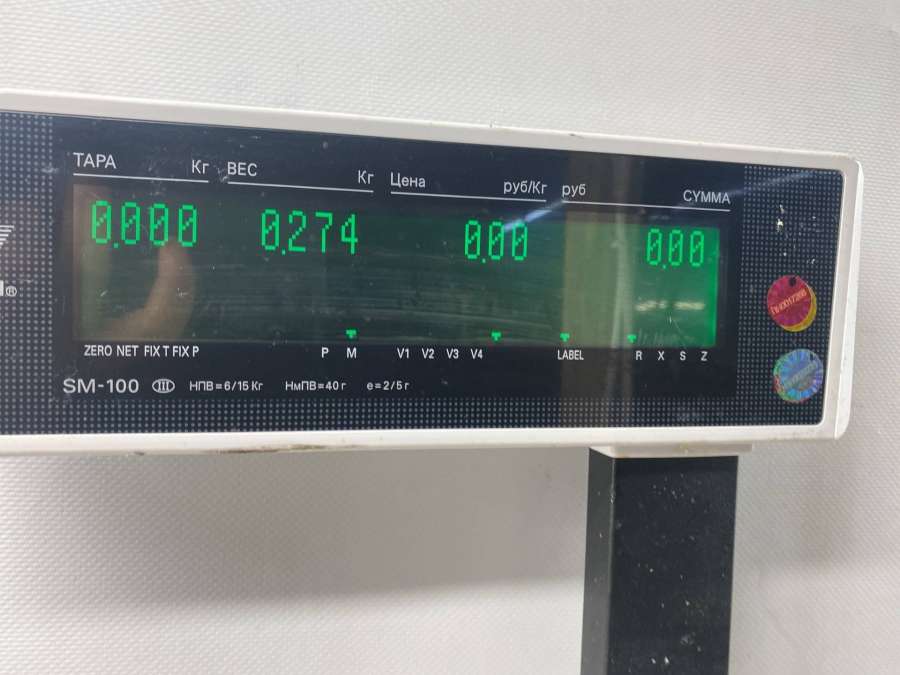 ТАРА Кг ВЕС Кг Цена руб/Кг руб СУММА
0.000 0.274 0.00 0.00
ZERO NET FIX T FIX P P M V1 V2 V3 V4 LABEL R X S Z
®
SM-100 III НПВ=6/15 Кг НмПВ=40 г e=2/5 г